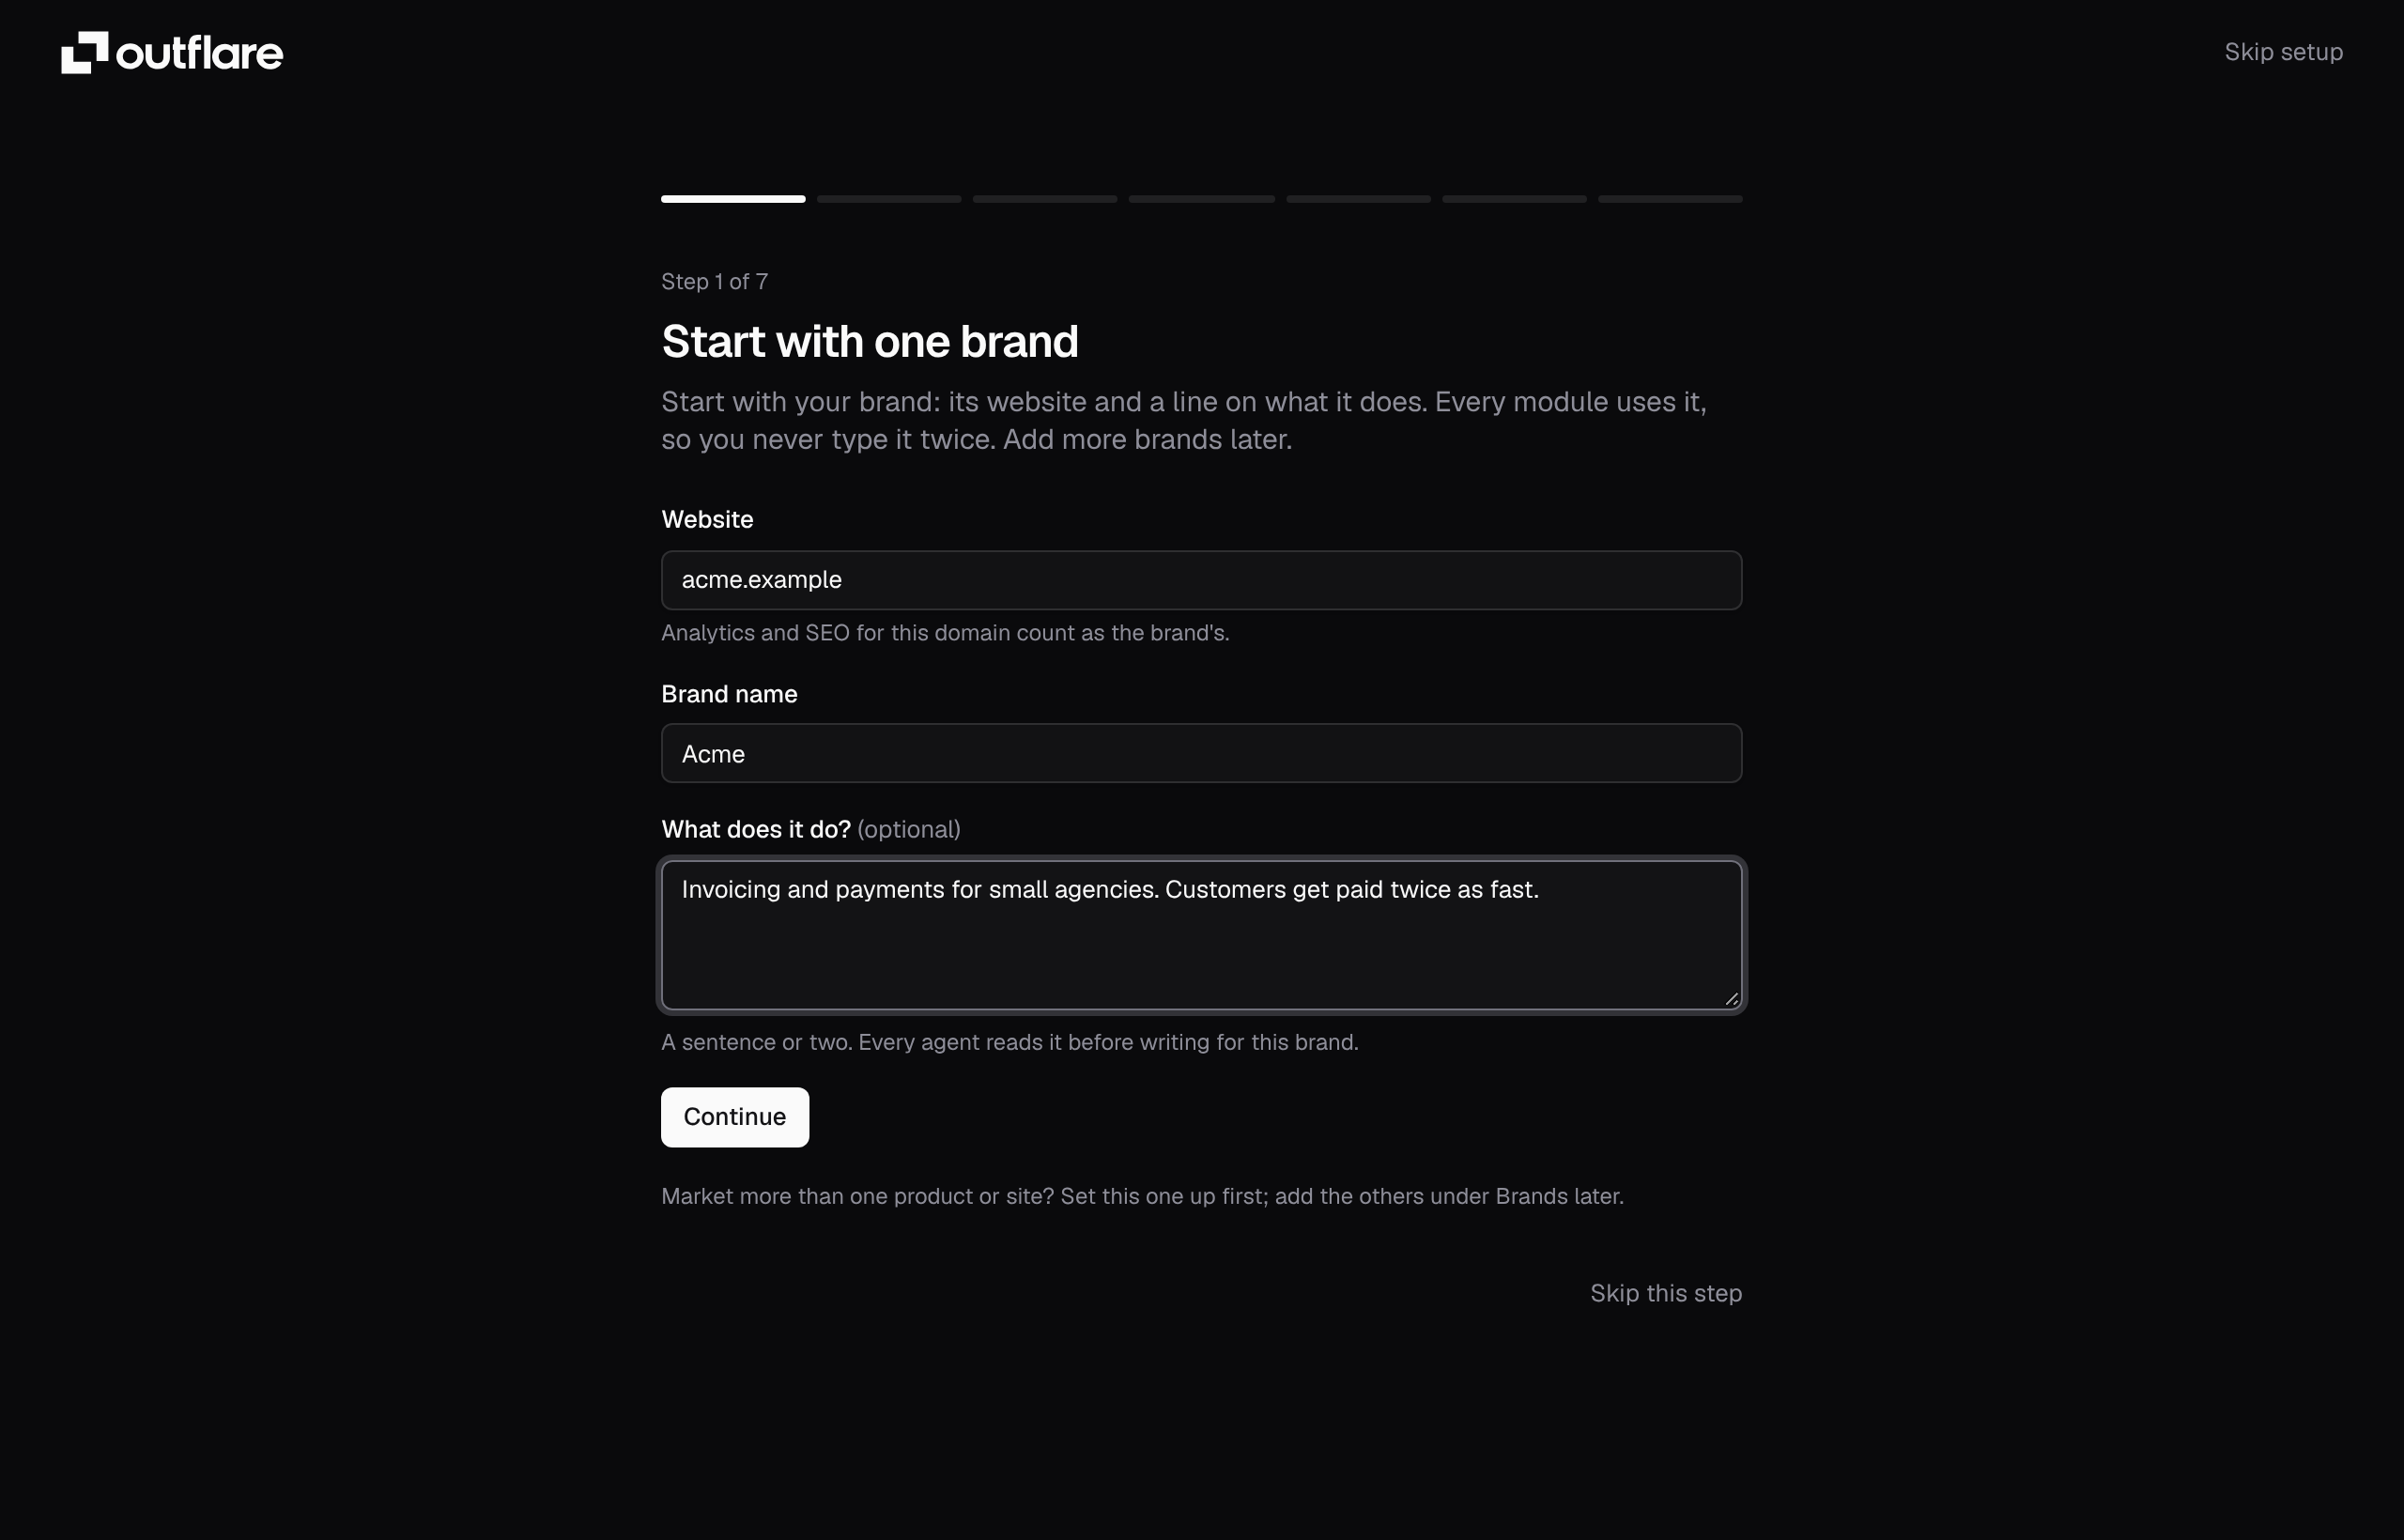 outflare
Skip setup
Step 1 of 7
Start with one brand
Start with your brand: its website and a line on what it does. Every module uses it,
so you never type it twice. Add more brands later.
Website
acme.example
Analytics and SEO for this domain count as the brand's.
Brand name
Acme
What does it do? (optional)
Invoicing and payments for small agencies. Customers get paid twice as fast.
A sentence or two. Every agent reads it before writing for this brand.
Continue
Market more than one product or site? Set this one up first; add the others under Brands later.
Skip this step